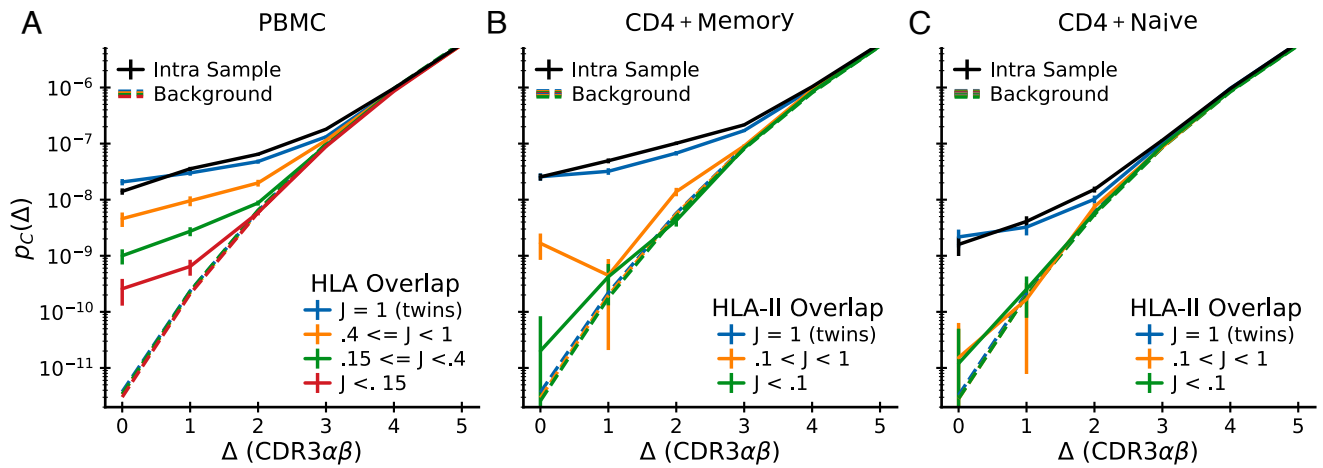 A PBMC
Intra Sample
Background
p_C(Δ)
10⁻⁶
10⁻⁷
10⁻⁸
10⁻⁹
10⁻¹⁰
10⁻¹¹
HLA Overlap
J = 1 (twins)
.4 <= J < 1
.15 <= J <.4
J <. 15
0 1 2 3 4 5
Δ (CDR3αβ)
B CD4+Memory
Intra Sample
Background
HLA-II Overlap
J = 1 (twins)
.1 < J < 1
J < .1
0 1 2 3 4 5
Δ (CDR3αβ)
C CD4+Naive
Intra Sample
Background
HLA-II Overlap
J = 1 (twins)
.1 < J < 1
J < .1
0 1 2 3 4 5
Δ (CDR3αβ)